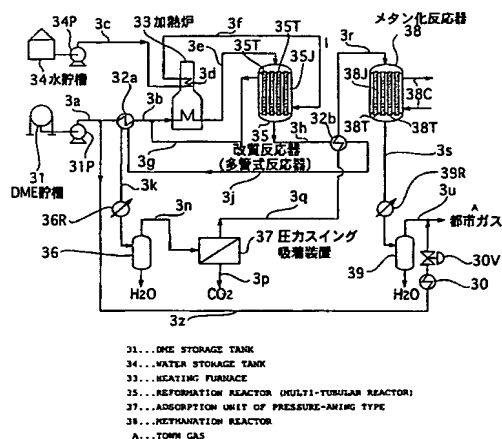 メタン化反応器
34P
3c
33加熱炉
3f
35T
35T
3r
38
3e
3d
35J
38J
34水貯槽
3a
32a
3b
M
38C
31
31P
35
3h
32b
38T
38T
DME貯槽
3g
改質反応器
(多管式反応器)
3s
3j
39R
3k
3n
3q
3u
A
都市ガス
36R
36
37 圧力スイング
吸着装置
39
30V
H2O
3p
CO2
H2O
30
3z
31...DME STORAGE TANK
34...WATER STORAGE TANK
33...HEATING FURNACE
35...REFORMATION REACTOR (MULTI-TUBULAR REACTOR)
37...ADSORPTION UNIT OF PRESSURE-AMING TYPE
38...METHANATION REACTOR
A...TOWN GAS